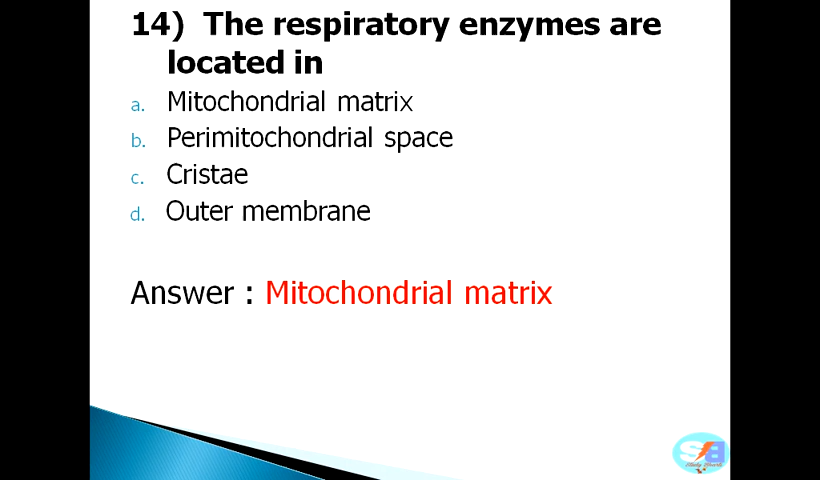 14) The respiratory enzymes are
located in
a. Mitochondrial matrix
b. Perimitochondrial space
c. Cristae
d. Outer membrane
Answer : Mitochondrial matrix